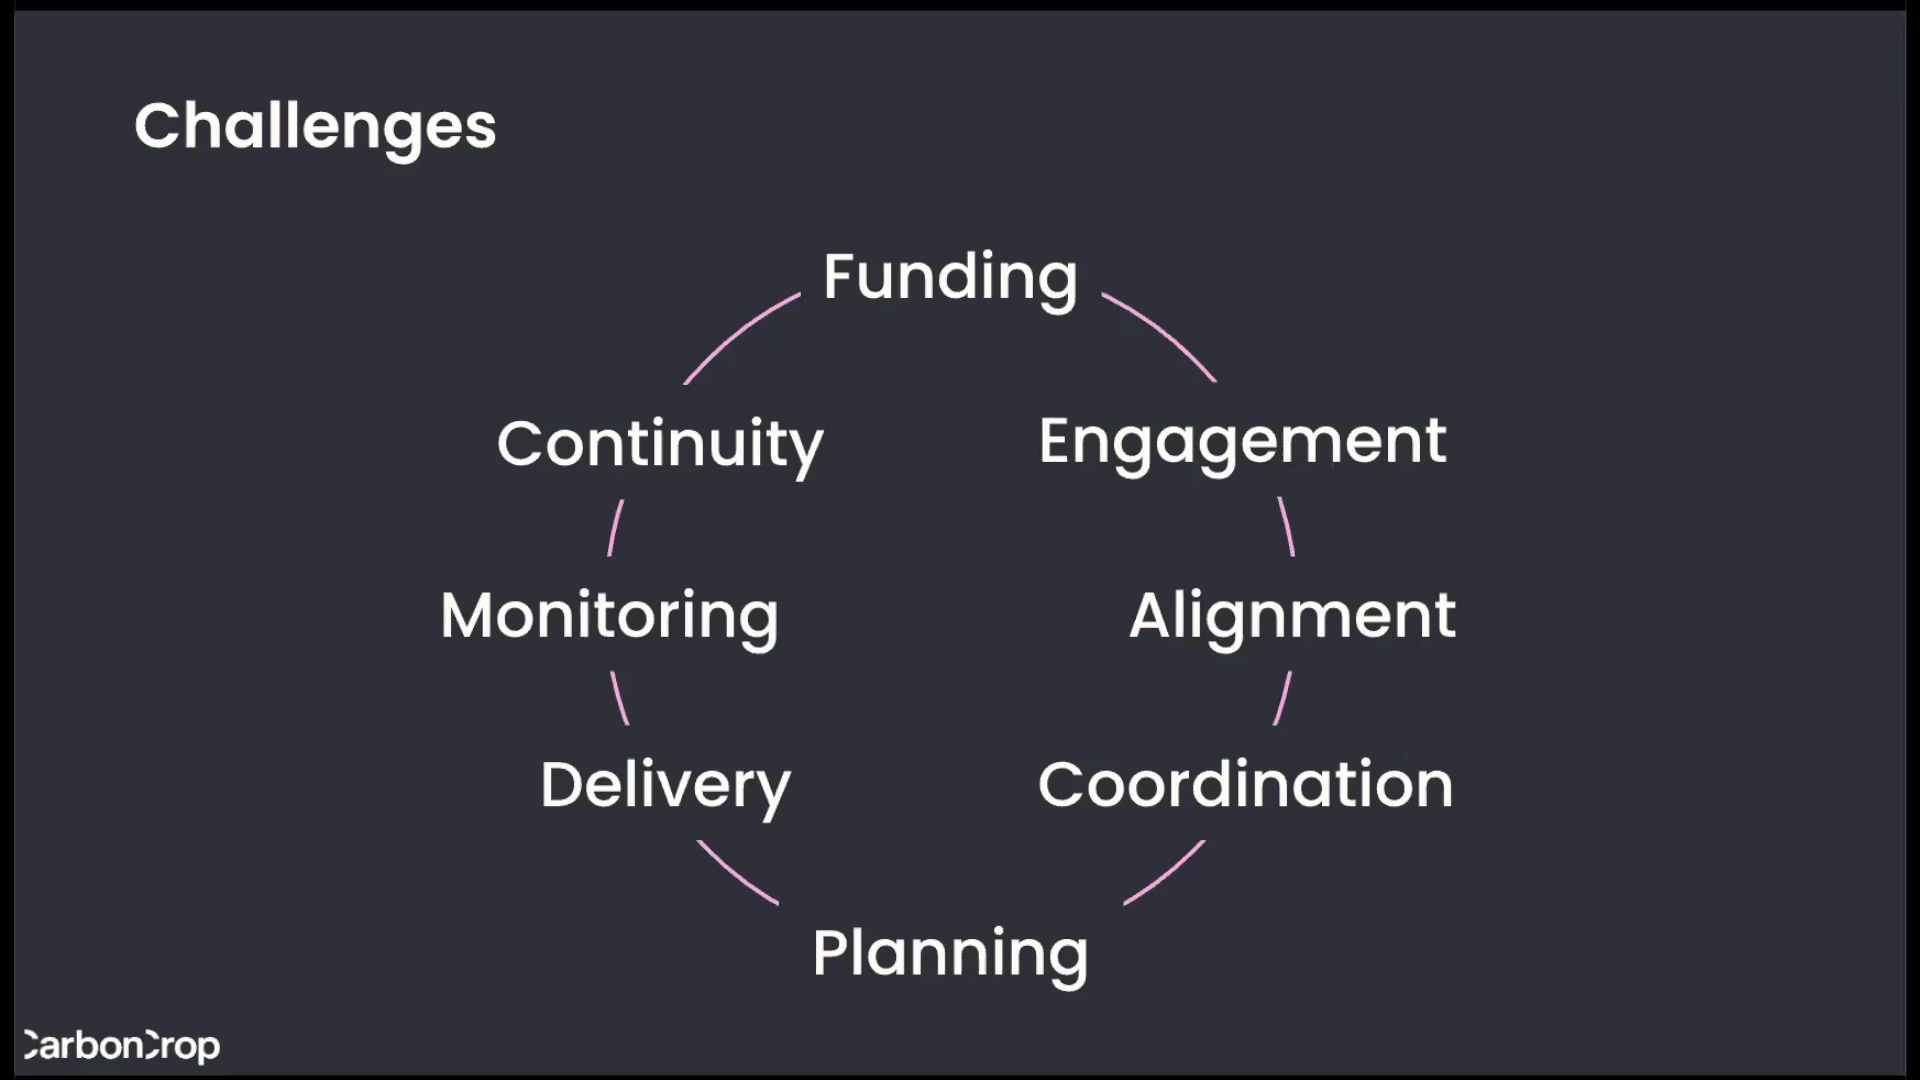 Challenges
Funding
Continuity
Engagement
Monitoring
Alignment
Delivery
Coordination
Planning
CarbonCrop